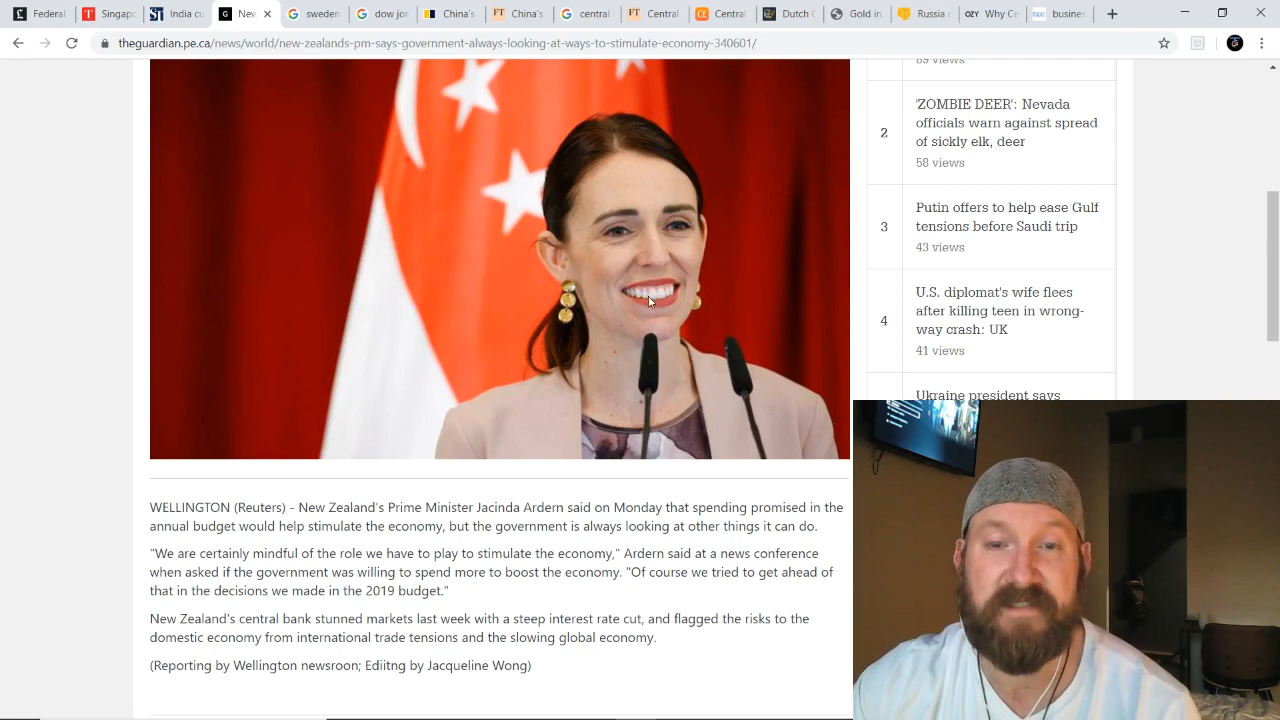 Federal
Singapo
India cu
Nev
sweden
dow jon
China's
China's
central
Central
Central
Dutch C
Gold in
Russia c
Why Ce
busines
theguardian.pe.ca/news/world/new-zealands-pm-says-government-always-looking-at-ways-to-stimulate-economy-340601/
89 views
2
'ZOMBIE DEER': Nevada
officials warn against spread
of sickly elk, deer
58 views
3
Putin offers to help ease Gulf
tensions before Saudi trip
43 views
4
U.S. diplomat's wife flees
after killing teen in wrong-
way crash: UK
41 views
Ukraine president says
WELLINGTON (Reuters) - New Zealand's Prime Minister Jacinda Ardern said on Monday that spending promised in the
annual budget would help stimulate the economy, but the government is always looking at other things it can do.
"We are certainly mindful of the role we have to play to stimulate the economy," Ardern said at a news conference
when asked if the government was willing to spend more to boost the economy. "Of course we tried to get ahead of
that in the decisions we made in the 2019 budget."
New Zealand's central bank stunned markets last week with a steep interest rate cut, and flagged the risks to the
domestic economy from international trade tensions and the slowing global economy.
(Reporting by Wellington newsroon; Ediitng by Jacqueline Wong)